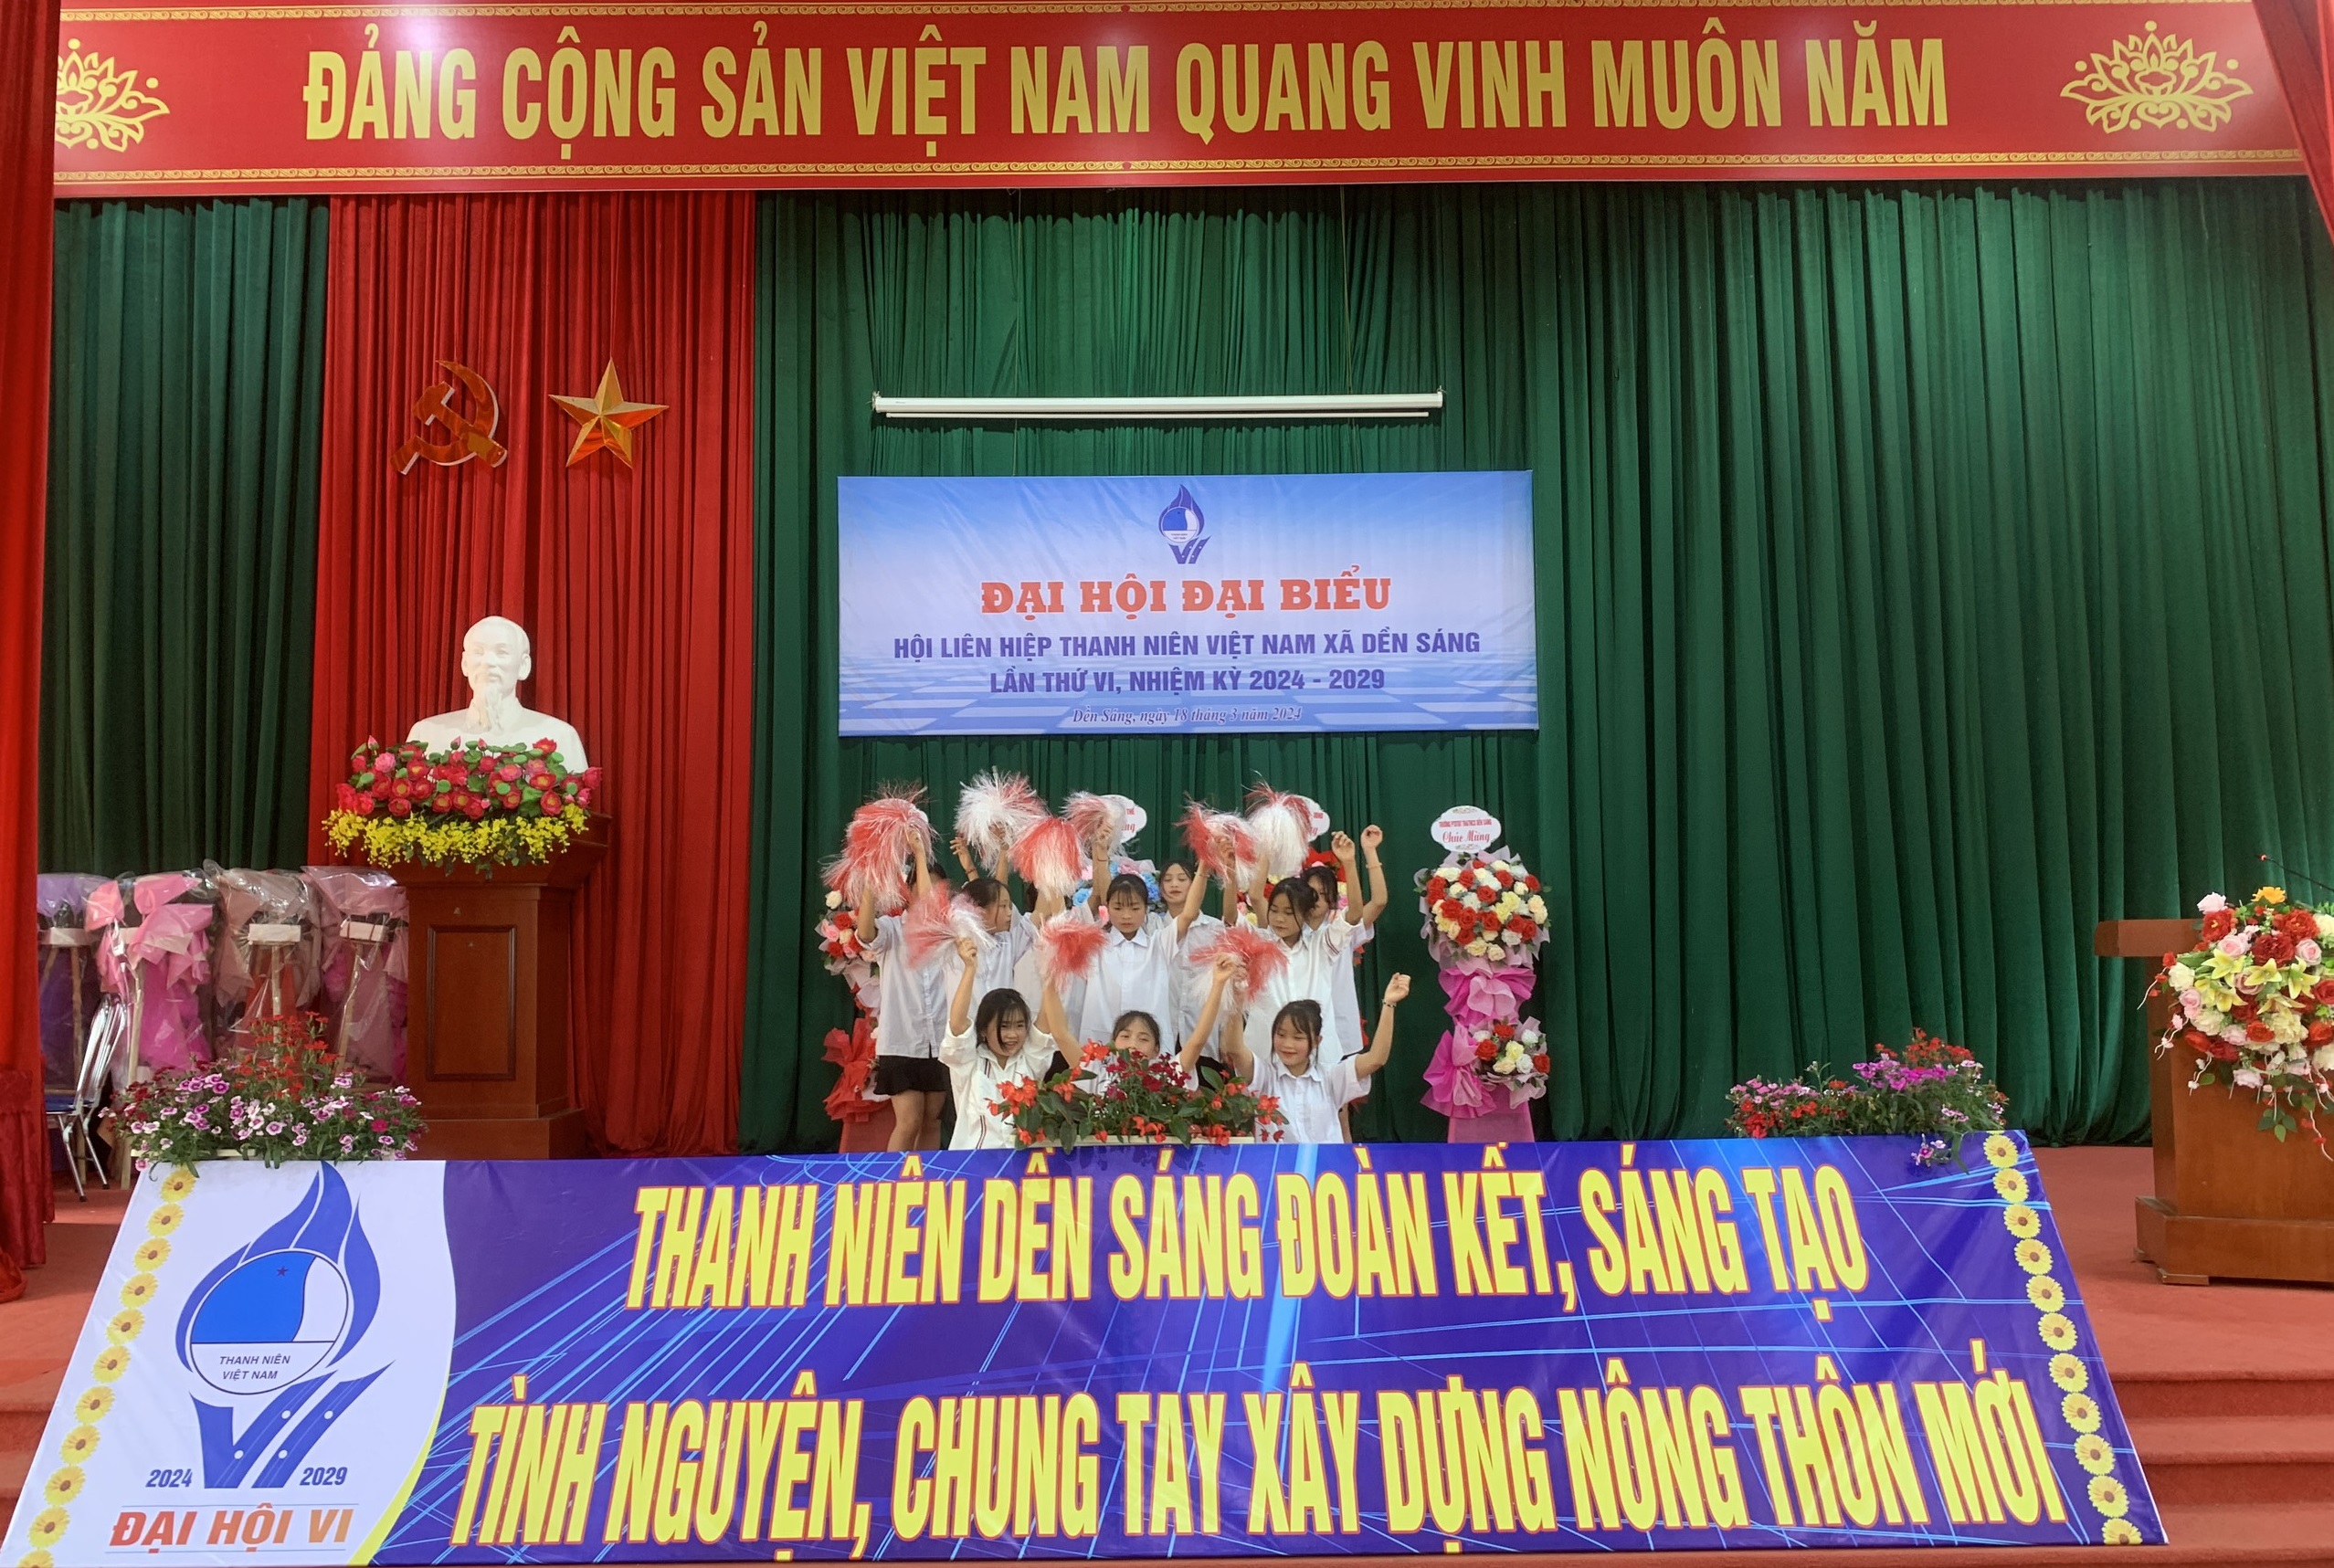 ĐẢNG CỘNG SẢN VIỆT NAM QUANG VINH MUÔN NĂM
ĐẠI HỘI ĐẠI BIỂU
HỘI LIÊN HIỆP THANH NIÊN VIỆT NAM XÃ DỀN SÁNG
LẦN THỨ VI, NHIỆM KỲ 2024 - 2029
Dền Sáng, ngày 18 tháng 3 năm 2024
Chúc Mừng
THANH NIÊN DỀN SÁNG ĐOÀN KẾT, SÁNG TẠO
TÌNH NGUYỆN, CHUNG TAY XÂY DỰNG NÔNG THÔN MỚI
THANH NIÊN
VIỆT NAM
VI
2024 2029
ĐẠI HỘI VI